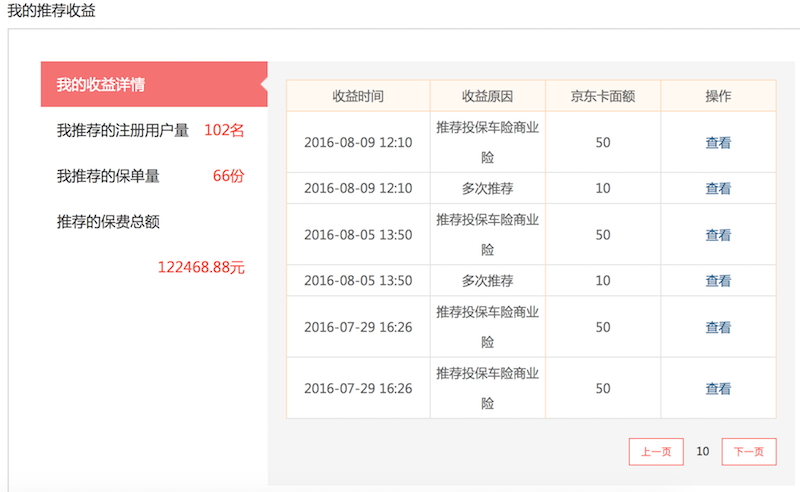 我的推荐收益
我的收益详情
我推荐的注册用户量 102名
我推荐的保单量 66份
推荐的保费总额
122468.88元
收益时间 收益原因 京东卡面额 操作
2016-08-09 12:10 推荐投保车险商业 50 查看
险
2016-08-09 12:10 多次推荐 10 查看
2016-08-05 13:50 推荐投保车险商业 50 查看
险
2016-08-05 13:50 多次推荐 10 查看
2016-07-29 16:26 推荐投保车险商业 50 查看
险
2016-07-29 16:26 推荐投保车险商业 50 查看
险
上一页 10 下一页